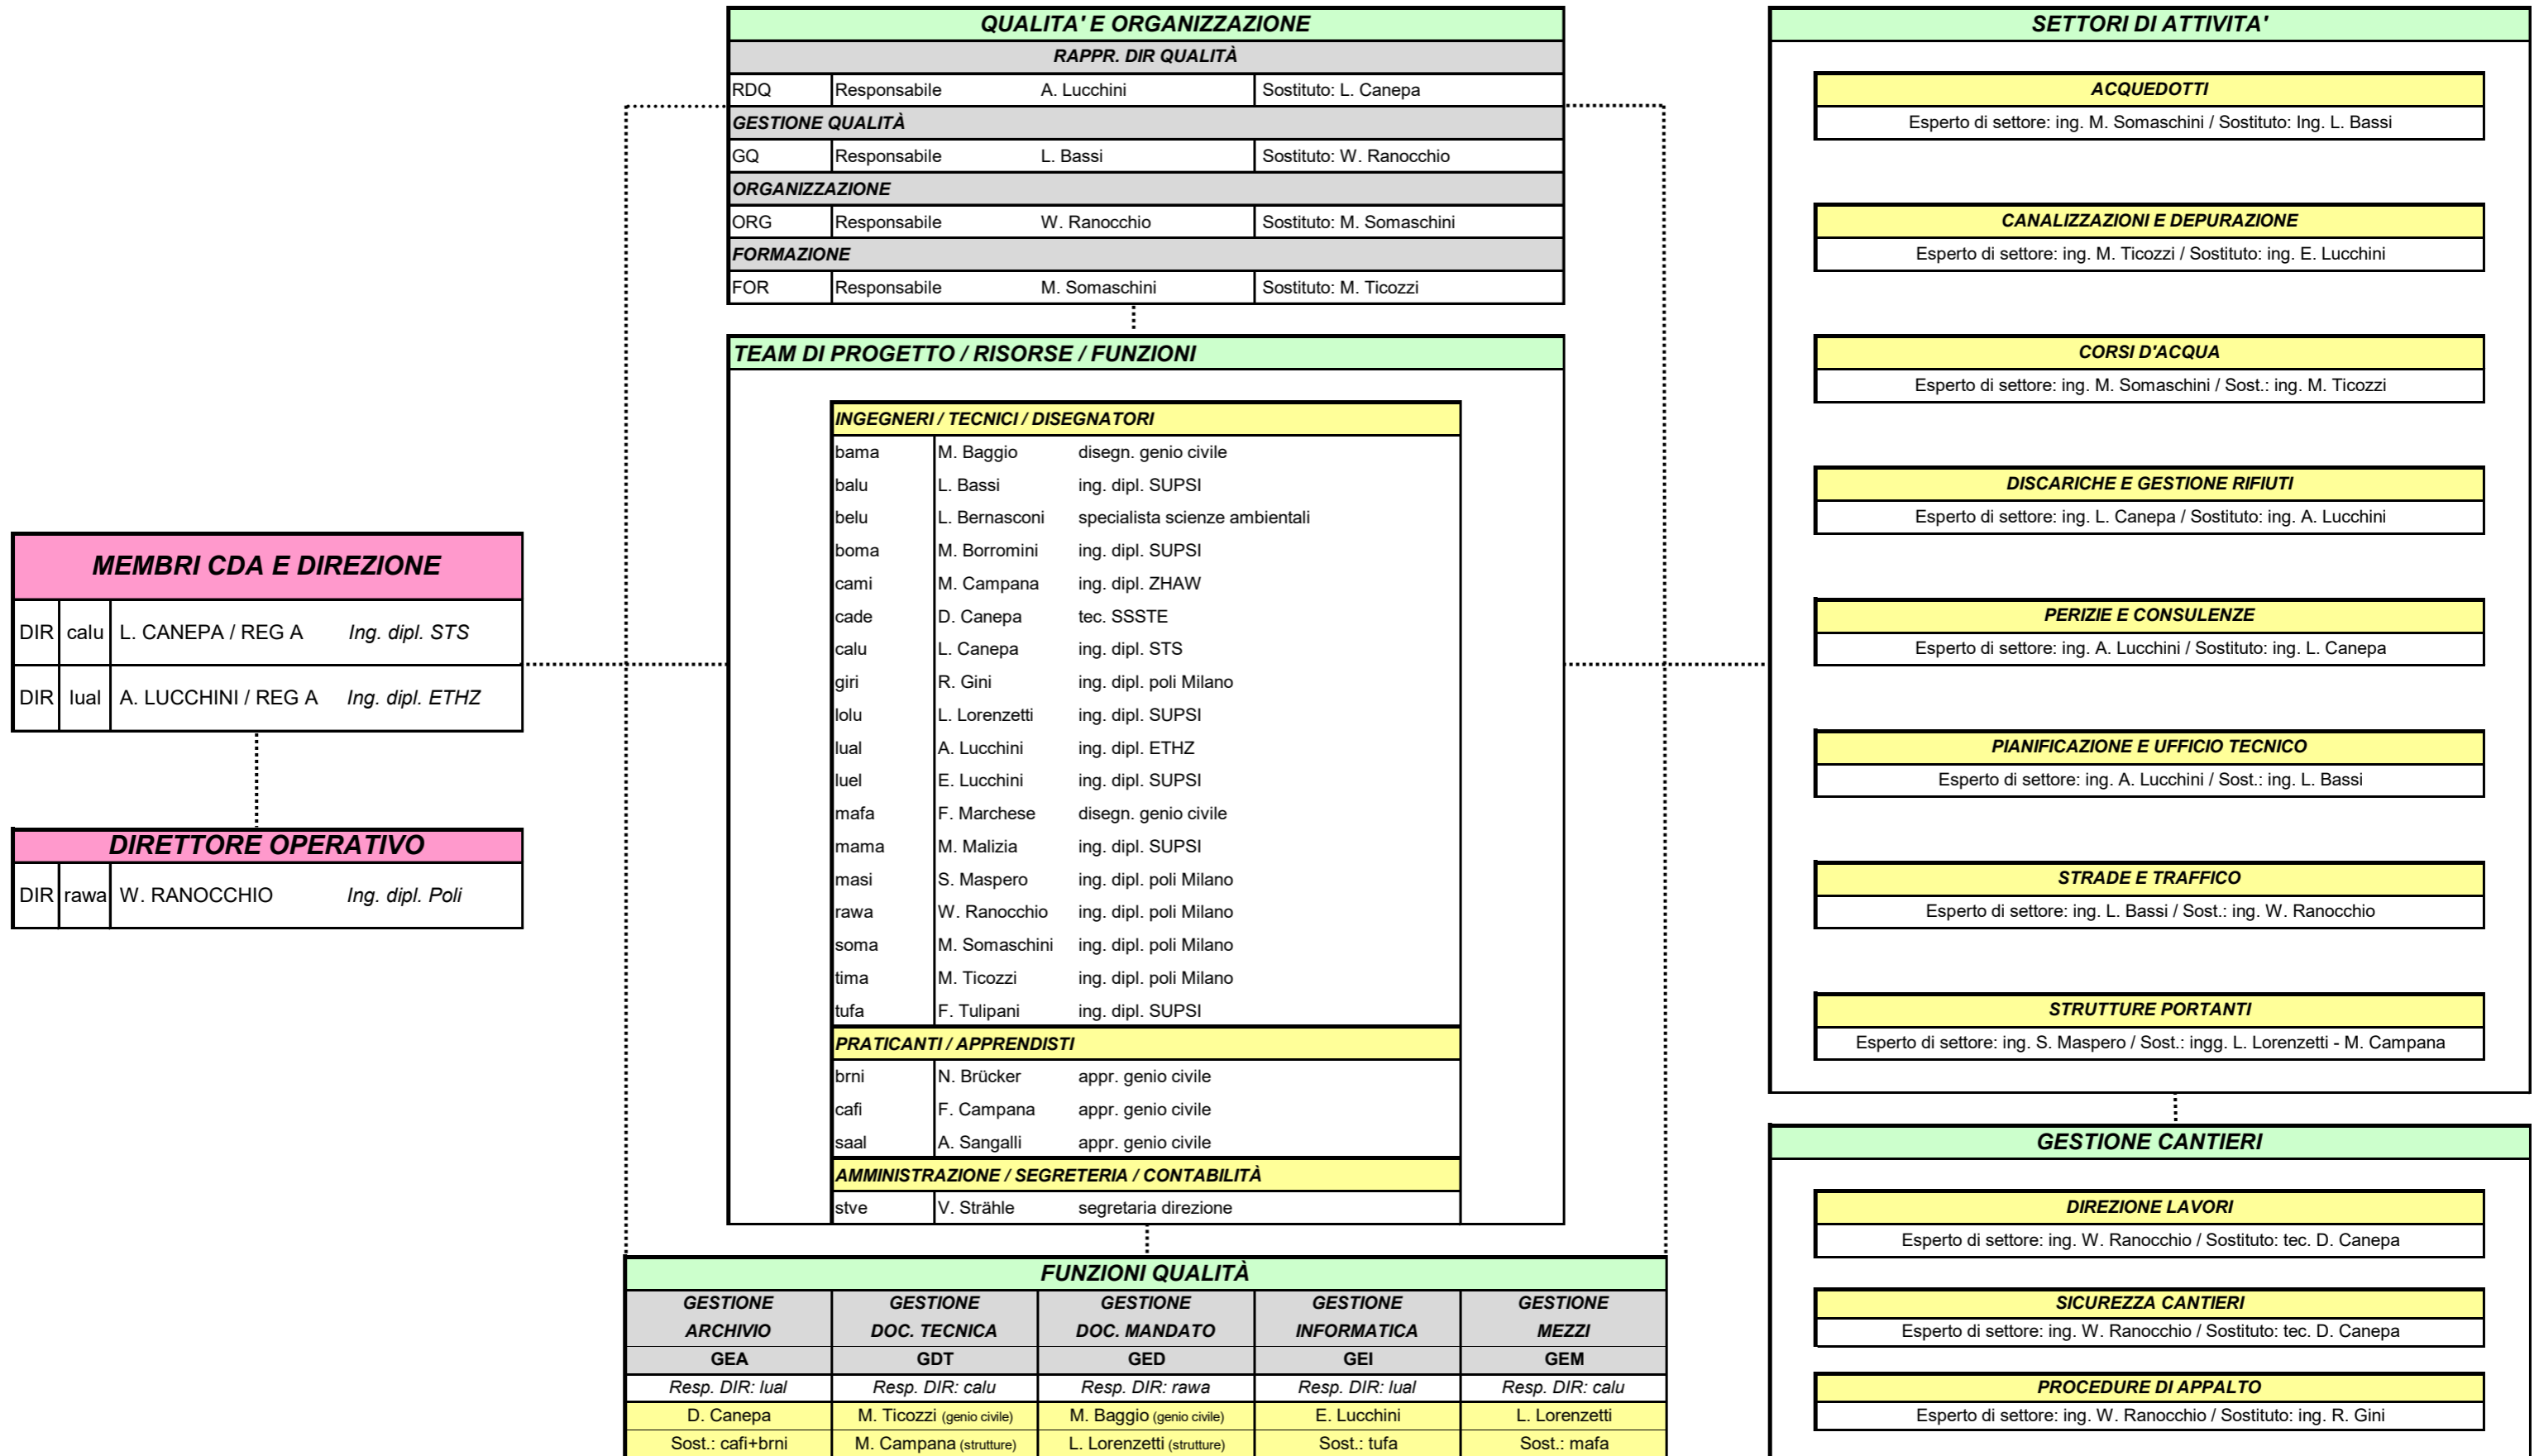 MEMBRI CDA E DIREZIONE
DIR calu L. CANEPA / REG A Ing. dipl. STS
DIR lual A. LUCCHINI / REG A Ing. dipl. ETHZ
DIRETTORE OPERATIVO
DIR rawa W. RANOCCHIO Ing. dipl. Poli
QUALITA' E ORGANIZZAZIONE
RAPPR. DIR QUALITÀ
RDQ Responsabile A. Lucchini Sostituto: L. Canepa
GESTIONE QUALITÀ
GQ Responsabile L. Bassi Sostituto: W. Ranocchio
ORGANIZZAZIONE
ORG Responsabile W. Ranocchio Sostituto: M. Somaschini
FORMAZIONE
FOR Responsabile M. Somaschini Sostituto: M. Ticozzi
TEAM DI PROGETTO / RISORSE / FUNZIONI
INGEGNERI / TECNICI / DISEGNATORI
bama M. Baggio disegn. genio civile
balu L. Bassi ing. dipl. SUPSI
belu L. Bernasconi specialista scienze ambientali
boma M. Borromini ing. dipl. SUPSI
cami M. Campana ing. dipl. ZHAW
cade D. Canepa tec. SSSTE
calu L. Canepa ing. dipl. STS
giri R. Gini ing. dipl. poli Milano
lolu L. Lorenzetti ing. dipl. SUPSI
lual A. Lucchini ing. dipl. ETHZ
luel E. Lucchini ing. dipl. SUPSI
mafa F. Marchese disegn. genio civile
mama M. Malizia ing. dipl. SUPSI
masi S. Maspero ing. dipl. poli Milano
rawa W. Ranocchio ing. dipl. poli Milano
soma M. Somaschini ing. dipl. poli Milano
tima M. Ticozzi ing. dipl. poli Milano
tufa F. Tulipani ing. dipl. SUPSI
PRATICANTI / APPRENDISTI
brni N. Brücker appr. genio civile
cafi F. Campana appr. genio civile
saal A. Sangalli appr. genio civile
AMMINISTRAZIONE / SEGRETERIA / CONTABILITÀ
stve V. Strähle segretaria direzione
FUNZIONI QUALITÀ
GESTIONE GESTIONE GESTIONE GESTIONE GESTIONE
ARCHIVIO DOC. TECNICA DOC. MANDATO INFORMATICA MEZZI
GEA GDT GED GEI GEM
Resp. DIR: lual Resp. DIR: calu Resp. DIR: rawa Resp. DIR: lual Resp. DIR: calu
D. Canepa M. Ticozzi (genio civile) M. Baggio (genio civile) E. Lucchini L. Lorenzetti
Sost.: cafi+brni M. Campana (strutture) L. Lorenzetti (strutture) Sost.: tufa Sost.: mafa
SETTORI DI ATTIVITA'
ACQUEDOTTI
Esperto di settore: ing. M. Somaschini / Sostituto: Ing. L. Bassi
CANALIZZAZIONI E DEPURAZIONE
Esperto di settore: ing. M. Ticozzi / Sostituto: ing. E. Lucchini
CORSI D'ACQUA
Esperto di settore: ing. M. Somaschini / Sost.: ing. M. Ticozzi
DISCARICHE E GESTIONE RIFIUTI
Esperto di settore: ing. L. Canepa / Sostituto: ing. A. Lucchini
PERIZIE E CONSULENZE
Esperto di settore: ing. A. Lucchini / Sostituto: ing. L. Canepa
PIANIFICAZIONE E UFFICIO TECNICO
Esperto di settore: ing. A. Lucchini / Sost.: ing. L. Bassi
STRADE E TRAFFICO
Esperto di settore: ing. L. Bassi / Sost.: ing. W. Ranocchio
STRUTTURE PORTANTI
Esperto di settore: ing. S. Maspero / Sost.: ingg. L. Lorenzetti - M. Campana
GESTIONE CANTIERI
DIREZIONE LAVORI
Esperto di settore: ing. W. Ranocchio / Sostituto: tec. D. Canepa
SICUREZZA CANTIERI
Esperto di settore: ing. W. Ranocchio / Sostituto: tec. D. Canepa
PROCEDURE DI APPALTO
Esperto di settore: ing. W. Ranocchio / Sostituto: ing. R. Gini